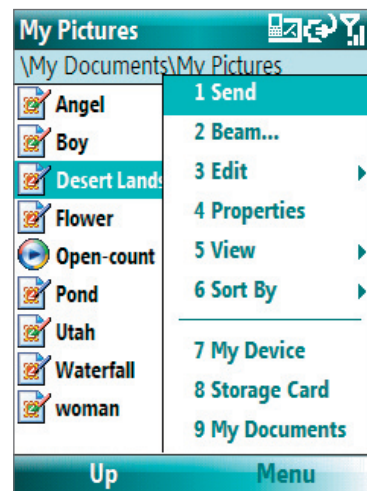 My Pictures
\My Documents\My Pictures
Angel
Boy
Desert Lands
Flower
Open-count
Pond
Utah
Waterfall
woman
1 Send
2 Beam...
3 Edit
4 Properties
5 View
6 Sort By
7 My Device
8 Storage Card
9 My Documents
Up
Menu